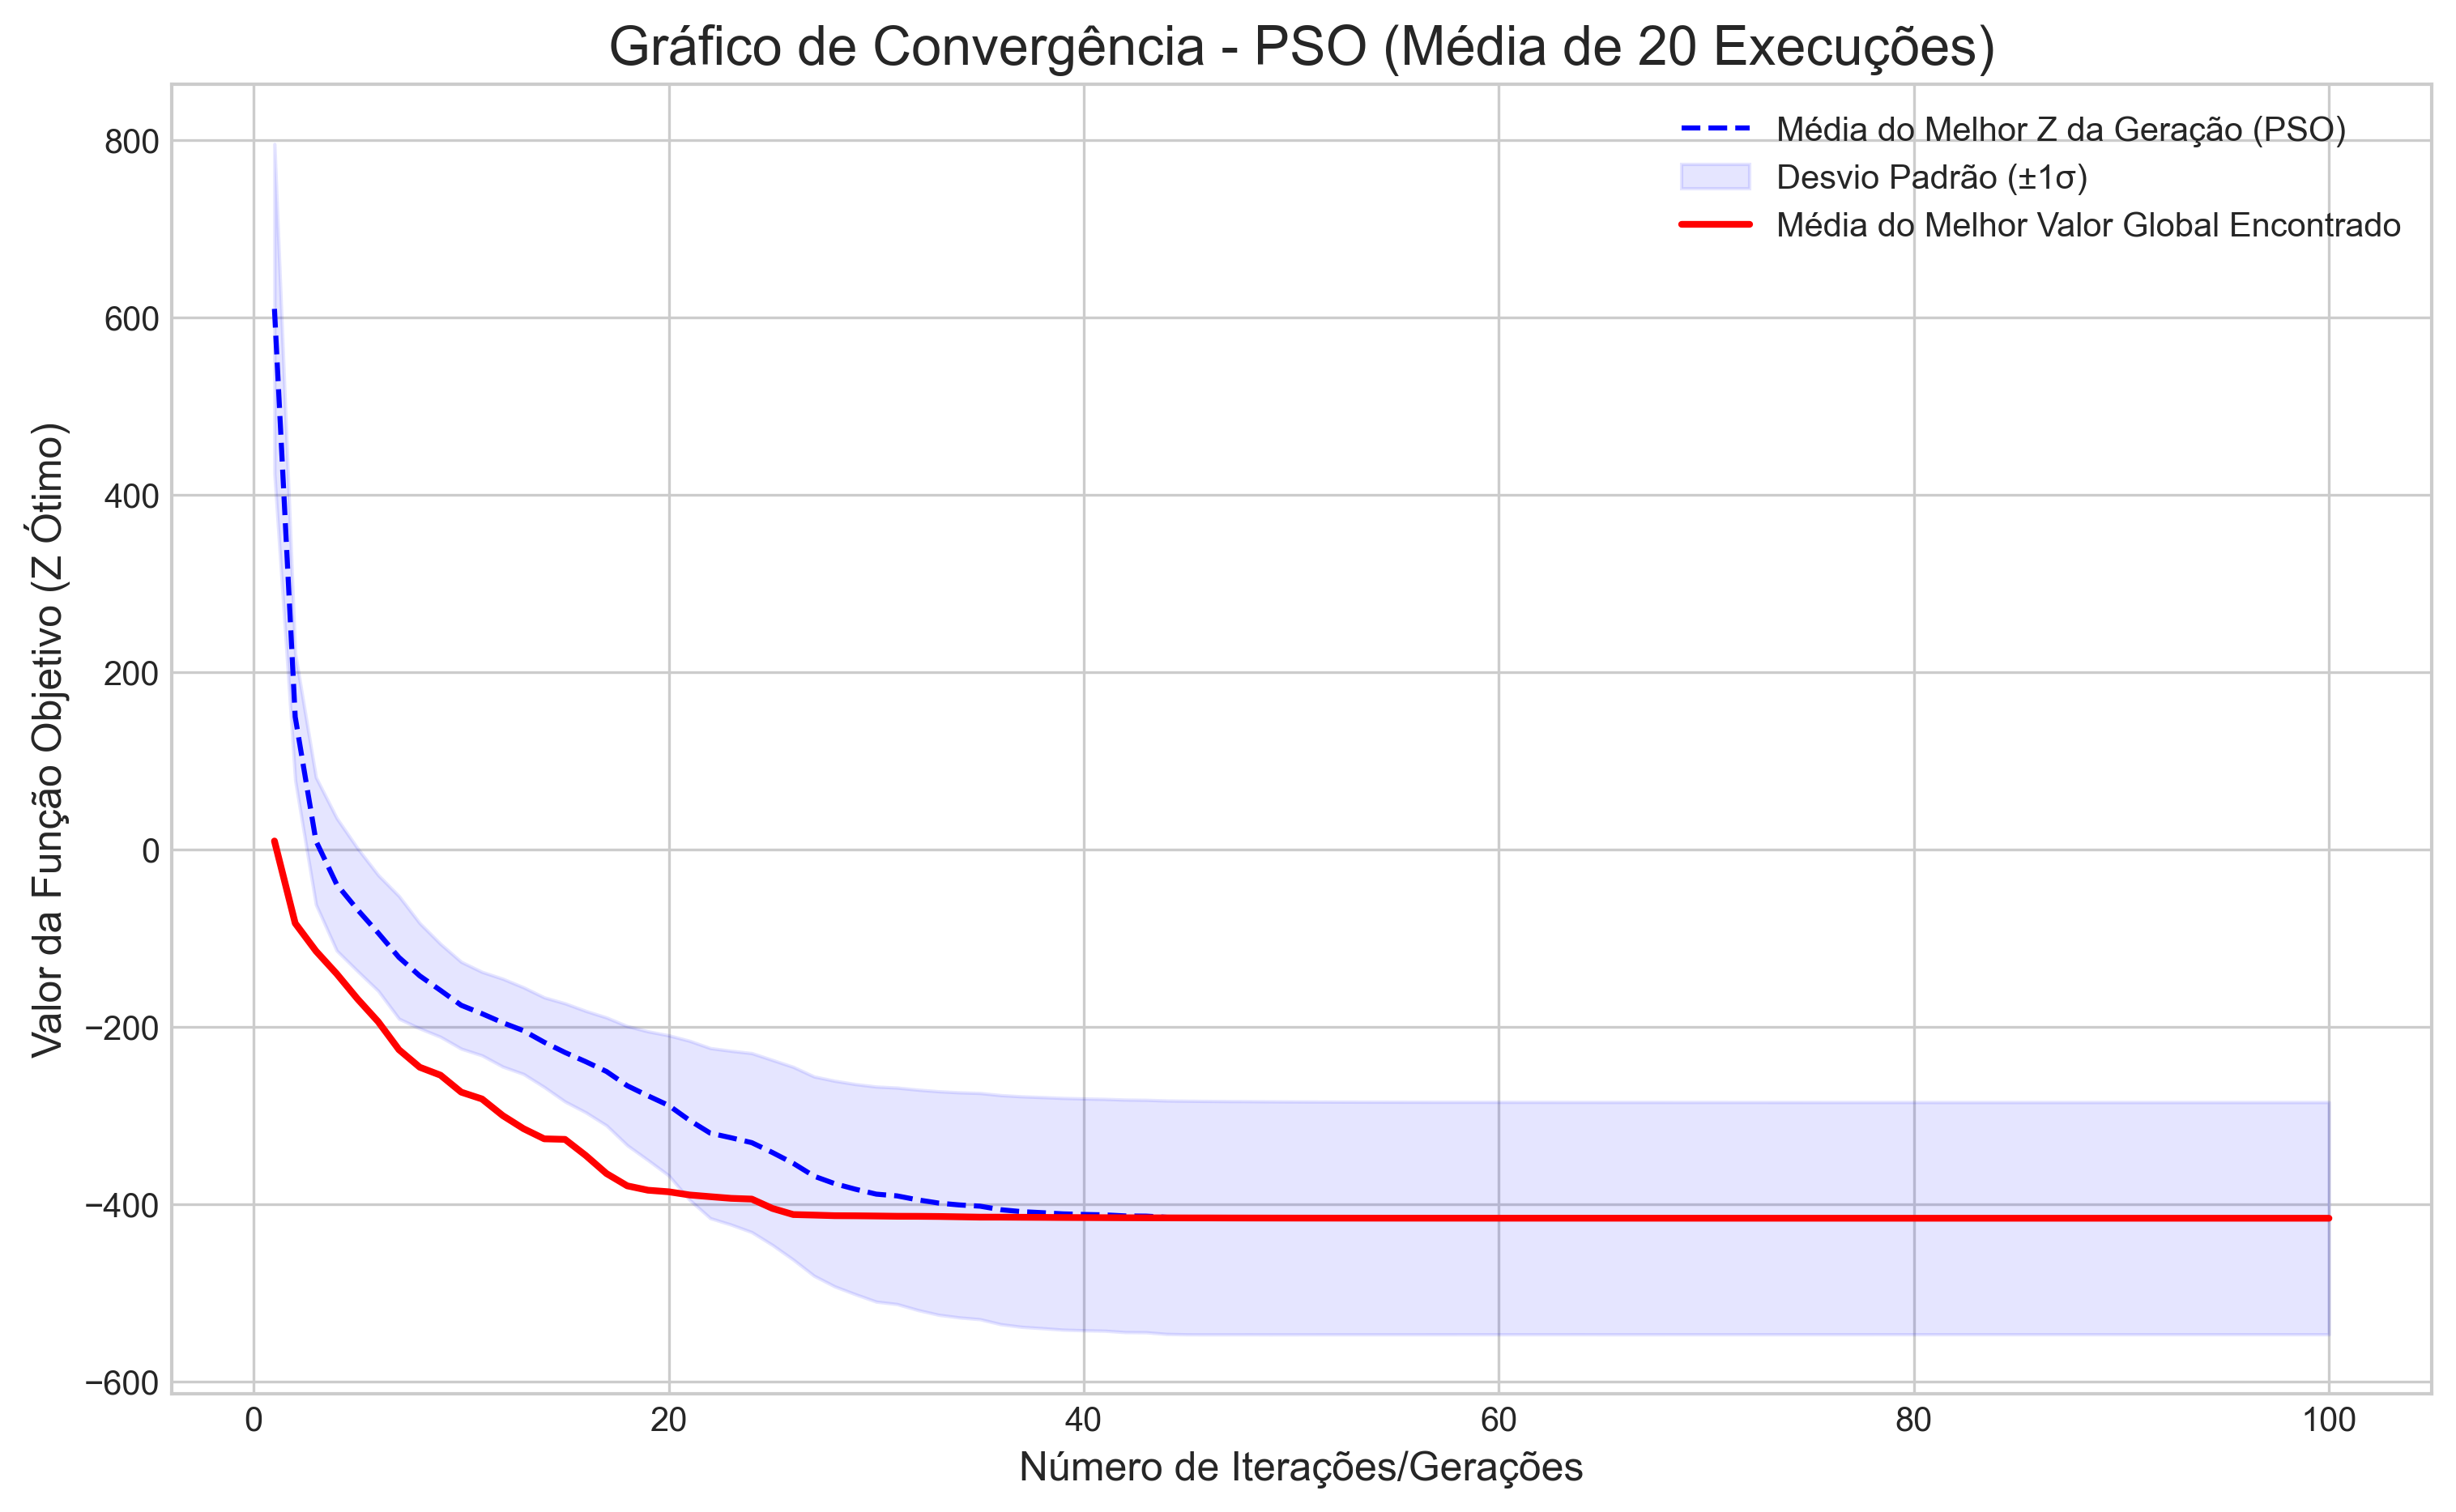 Gráfico de Convergência - PSO (Média de 20 Execuções)
Média do Melhor Z da Geração (PSO)
Desvio Padrão (±1σ)
Média do Melhor Valor Global Encontrado
Valor da Função Objetivo (Z Ótimo)
800
600
400
200
0
−200
−400
−600
0 20 40 60 80 100
Número de Iterações/Gerações